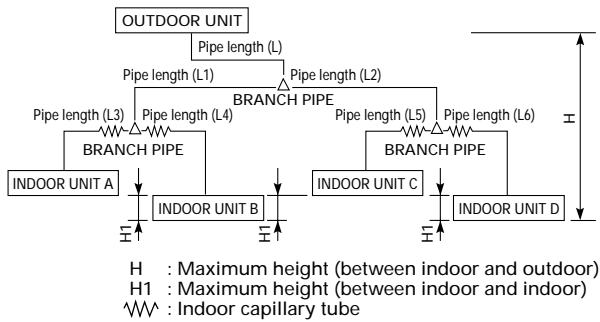 OUTDOOR UNIT
Pipe length (L)
Pipe length (L1)
Pipe length (L2)
BRANCH PIPE
H
Pipe length (L3)
Pipe length (L4)
Pipe length (L5)
Pipe length (L6)
BRANCH PIPE
BRANCH PIPE
INDOOR UNIT A
INDOOR UNIT C
INDOOR UNIT B
INDOOR UNIT D
H1
H1
H1
H : Maximum height (between indoor and outdoor)
H1 : Maximum height (between indoor and indoor)
: Indoor capillary tube